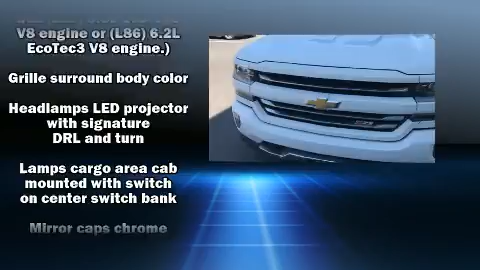 V8 engine or (L86) 6.2L
EcoTec3 V8 engine.)
Grille surround body color
Headlamps LED projector
with signature
DRL and turn
Lamps cargo area cab
mounted with switch
on center switch bank
Mirror caps chrome
Z71